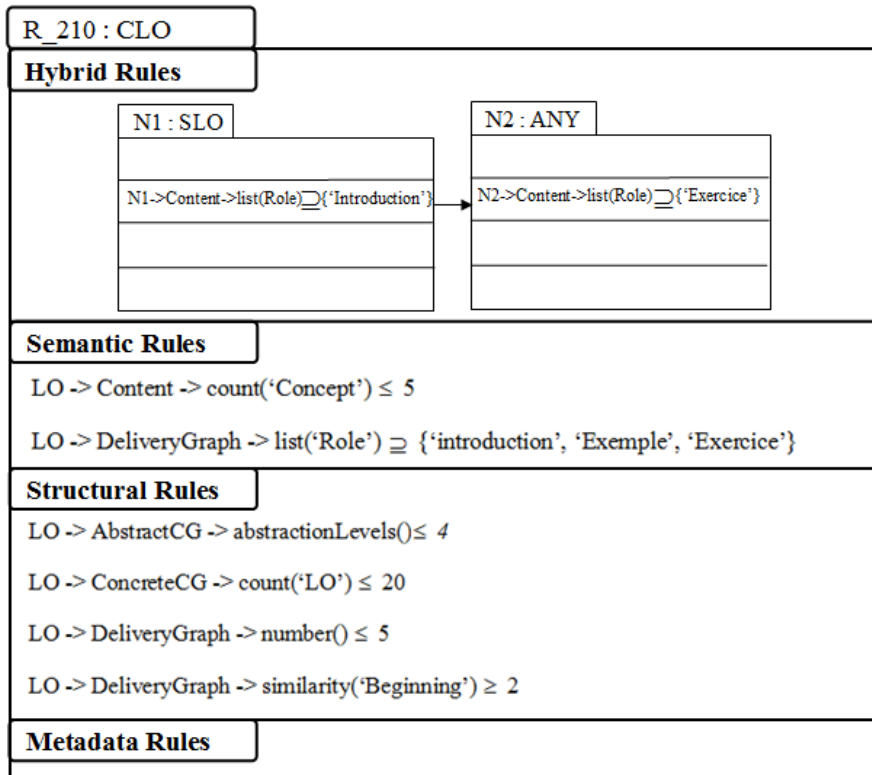 R_210 : CLO
Hybrid Rules
N1 : SLO
N2 : ANY
N1->Content->list(Role)⊇{‘Introduction’}
N2->Content->list(Role)⊇{‘Exercice’}
Semantic Rules
LO -> Content -> count(‘Concept’) ≤ 5
LO -> DeliveryGraph -> list(‘Role’) ⊇ {‘introduction’, ‘Exemple’, ‘Exercice’}
Structural Rules
LO -> AbstractCG -> abstractionLevels()≤ 4
LO -> ConcreteCG -> count(‘LO’) ≤ 20
LO -> DeliveryGraph -> number() ≤ 5
LO -> DeliveryGraph -> similarity(‘Beginning’) ≥ 2
Metadata Rules